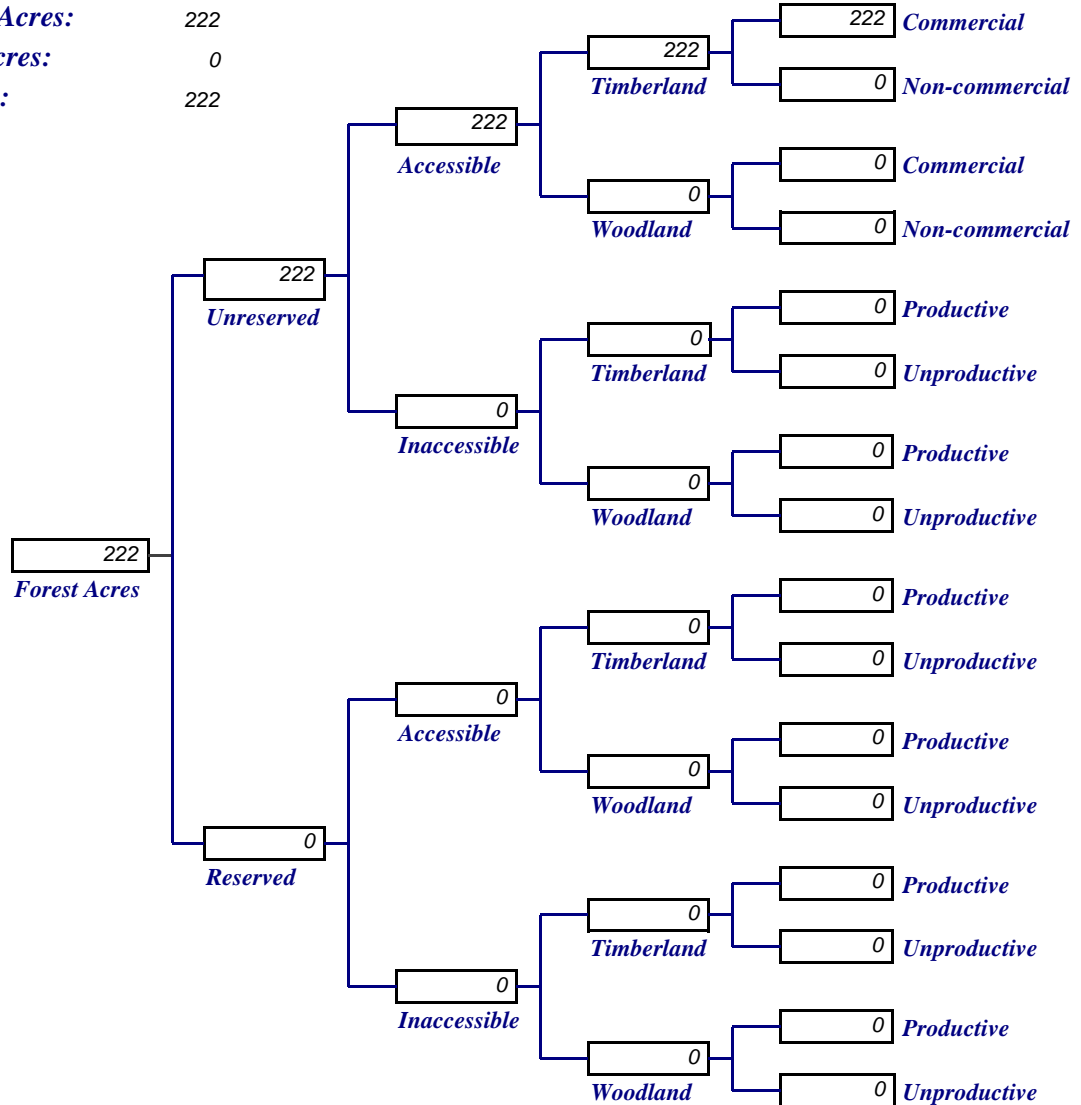 Acres: 222
cres: 0
: 222
222 Commercial
222
Timberland
0 Non-commercial
222
Accessible
0 Commercial
0
Woodland
0 Non-commercial
222
Unreserved
0 Productive
0
Timberland
0 Unproductive
0
Inaccessible
0 Productive
0
Woodland
0 Unproductive
222
Forest Acres
0 Productive
0
Timberland
0 Unproductive
0
Accessible
0 Productive
0
Woodland
0 Unproductive
0
Reserved
0 Productive
0
Timberland
0 Unproductive
0
Inaccessible
0 Productive
0
Woodland
0 Unproductive